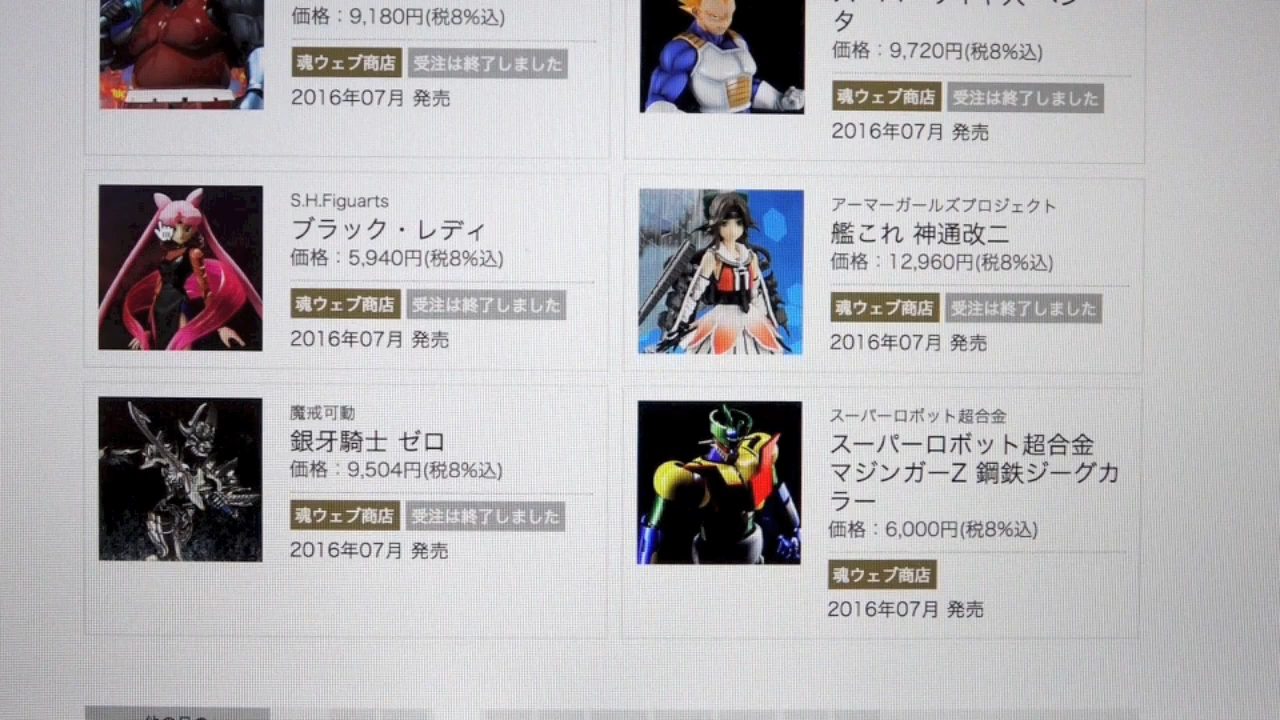 価格：9,180円(税8%込)
魂ウェブ商店 受注は終了しました
2016年07月 発売
タ
価格：9,720円(税8%込)
魂ウェブ商店 受注は終了しました
2016年07月 発売
S.H.Figuarts
ブラック・レディ
価格：5,940円(税8%込)
魂ウェブ商店 受注は終了しました
2016年07月 発売
アーマーガールズプロジェクト
艦これ 神通改二
価格：12,960円(税8%込)
魂ウェブ商店 受注は終了しました
2016年07月 発売
魔戒可動
銀牙騎士 ゼロ
価格：9,504円(税8%込)
魂ウェブ商店 受注は終了しました
2016年07月 発売
スーパーロボット超合金
スーパーロボット超合金
マジンガーZ 鋼鉄ジーグカ
ラー
価格：6,000円(税8%込)
魂ウェブ商店
2016年07月 発売